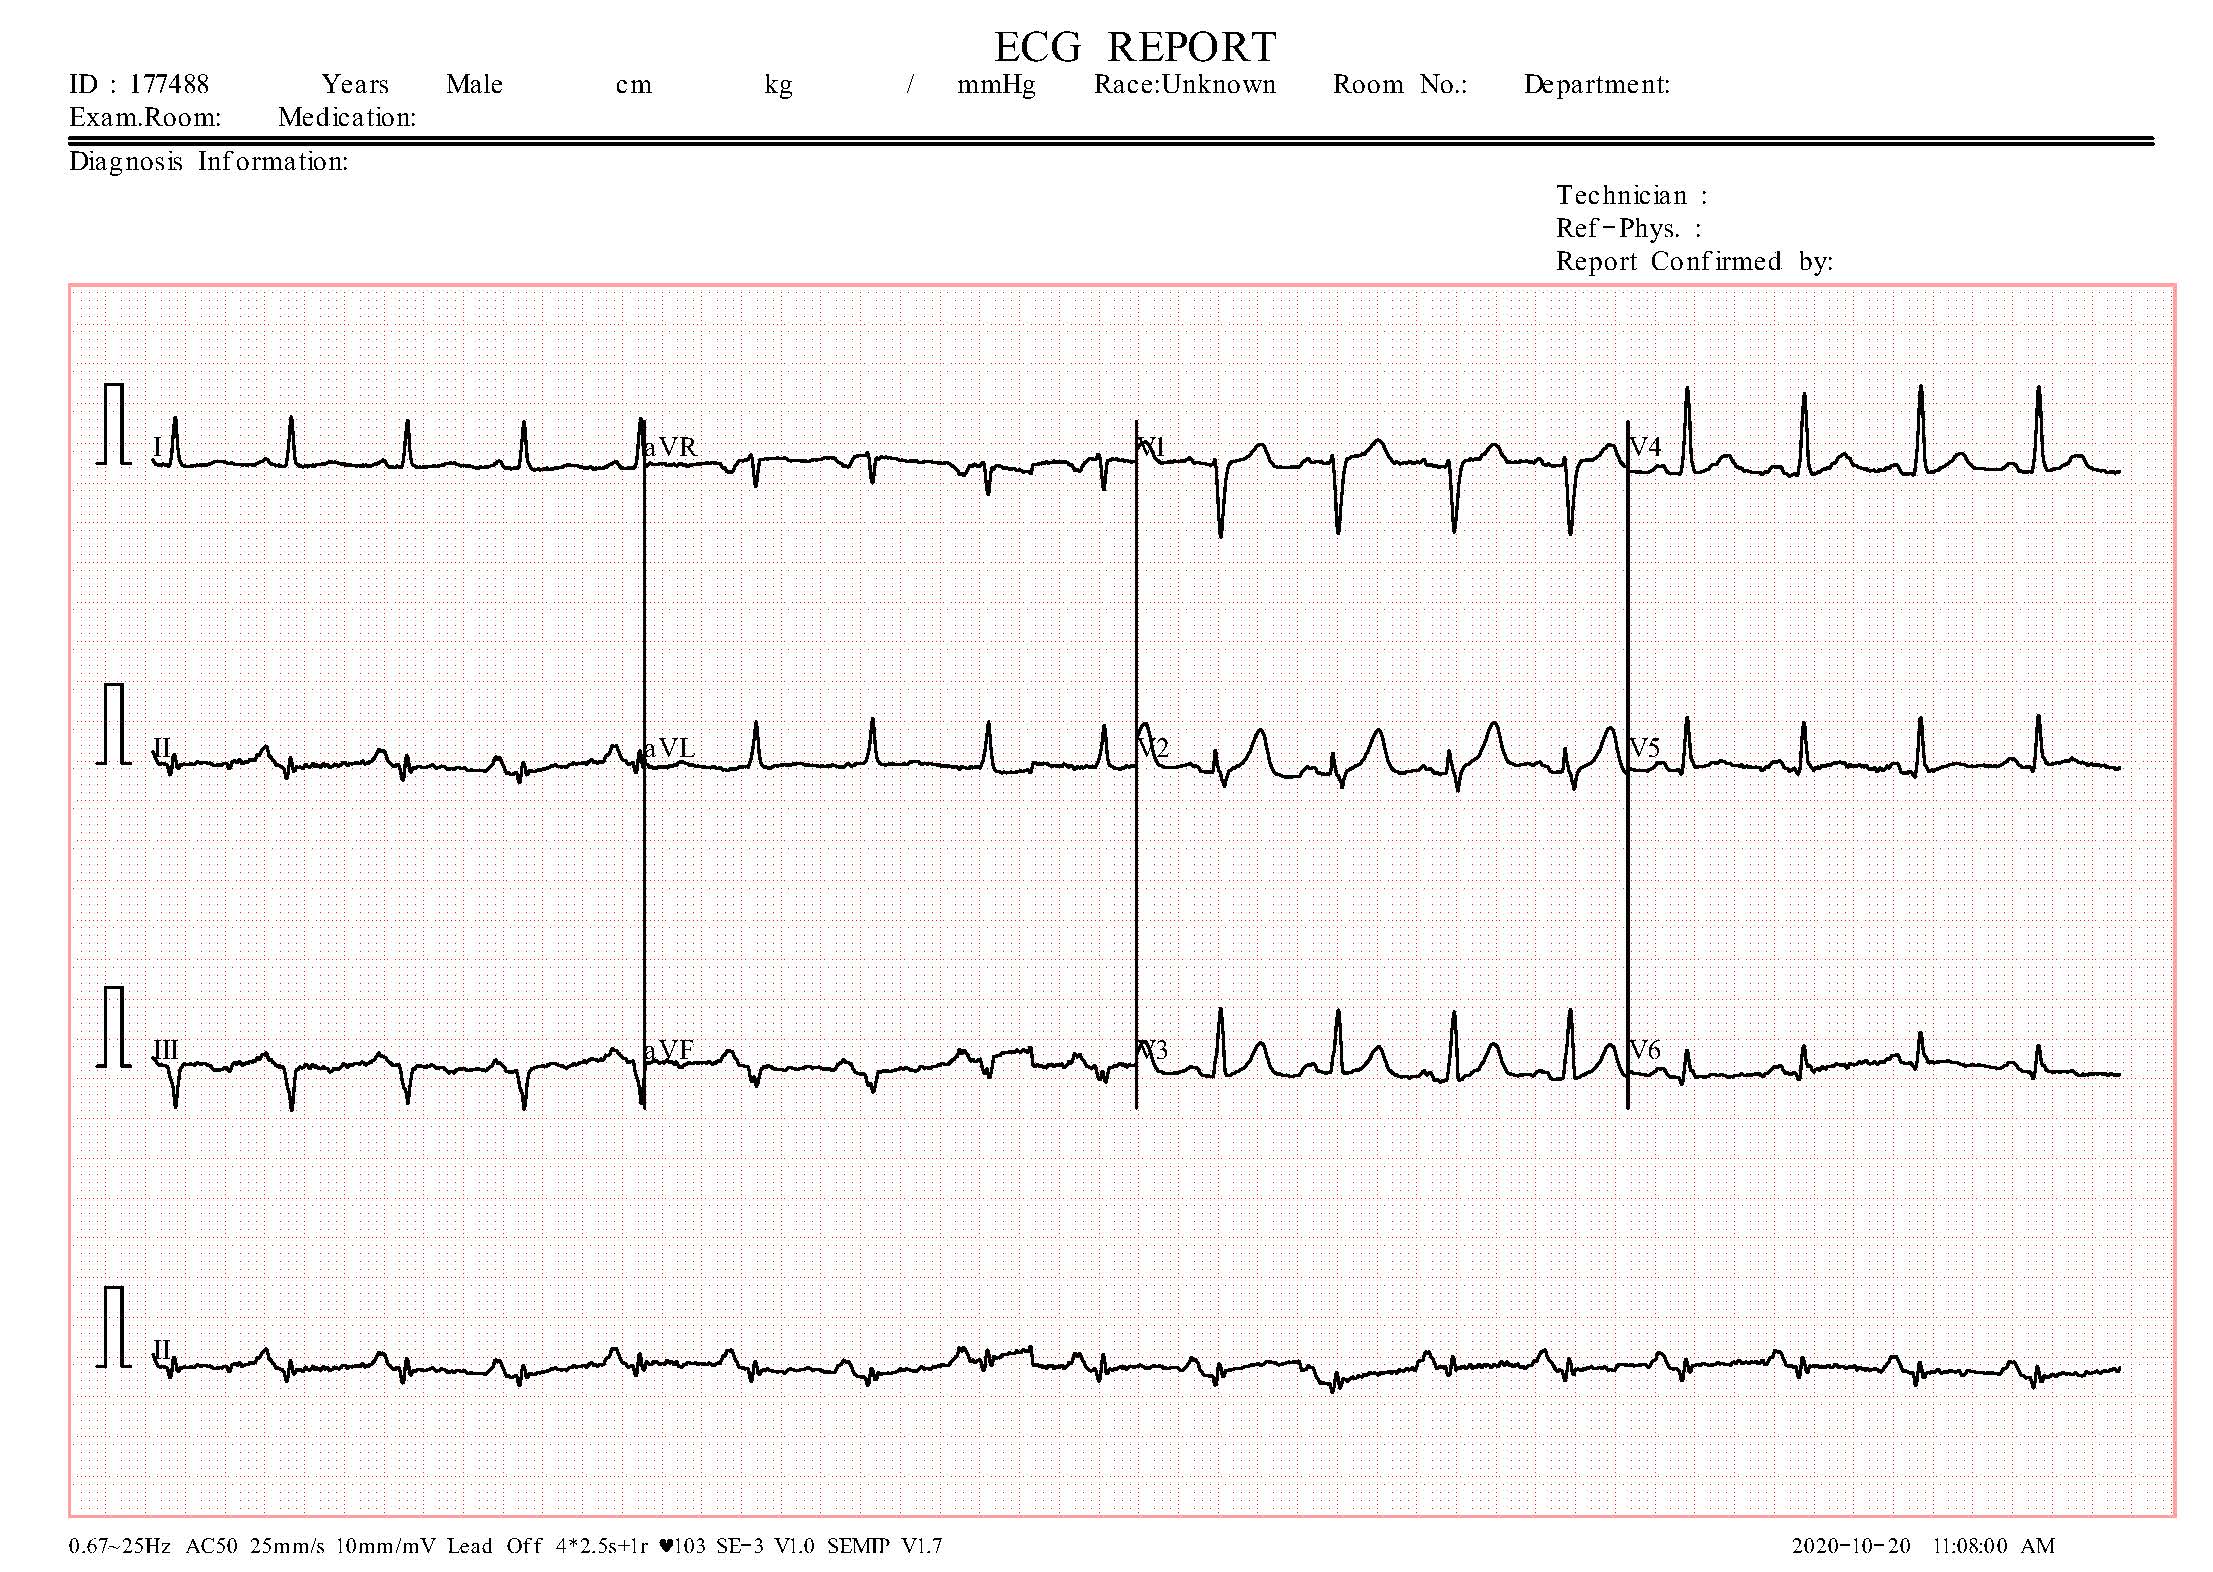 ECG REPORT
ID : 177488 Years Male cm kg / mmHg Race:Unknown Room No.: Department:
Exam.Room: Medication:
Diagnosis Information:
Technician :
Ref-Phys. :
Report Confirmed by:
I aVR V1 V4
II aVL V2 V5
III aVF V3 V6
II
0.67~25Hz AC50 25mm/s 10mm/mV Lead Off 4*2.5s+1r ♥103 SE-3 V1.0 SEMIP V1.7 2020-10-20 11:08:00 AM